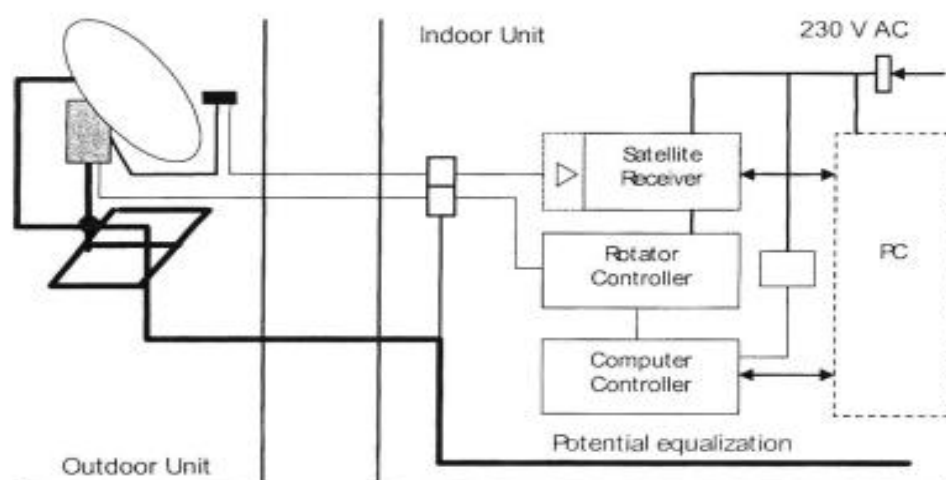 Indoor Unit
230 V AC
Satellite
Receiver
PC
Rotator
Controller
Computer
Controller
Potential equalization
Outdoor Unit